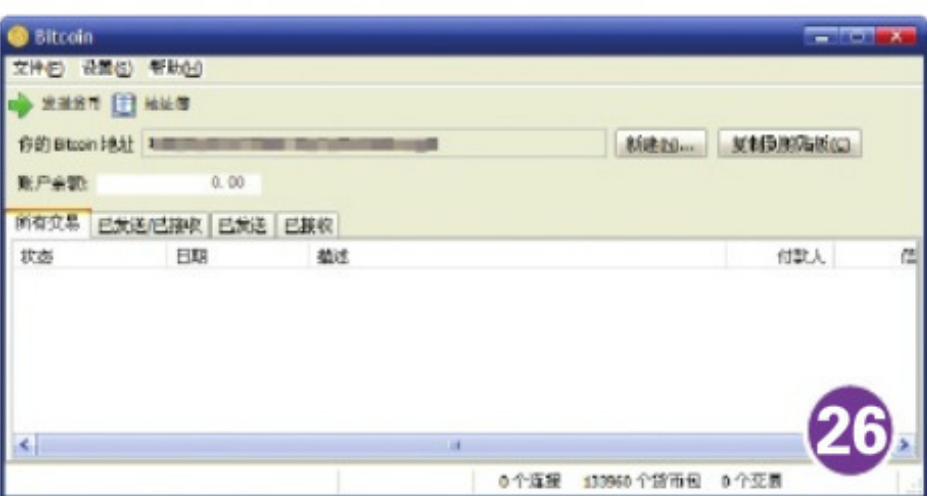 Bitcoin
文件(F) 设置(S) 帮助(H)
发送货币 地址簿
你的 Bitcoin 地址 新建(N)... 复制到剪贴板(C)
账户余额: 0.00
所有交易 已发送/已接收 已发送 已接收
状态 日期 描述 付款人
26
0 个连接 133960 个货币包 0 个交易